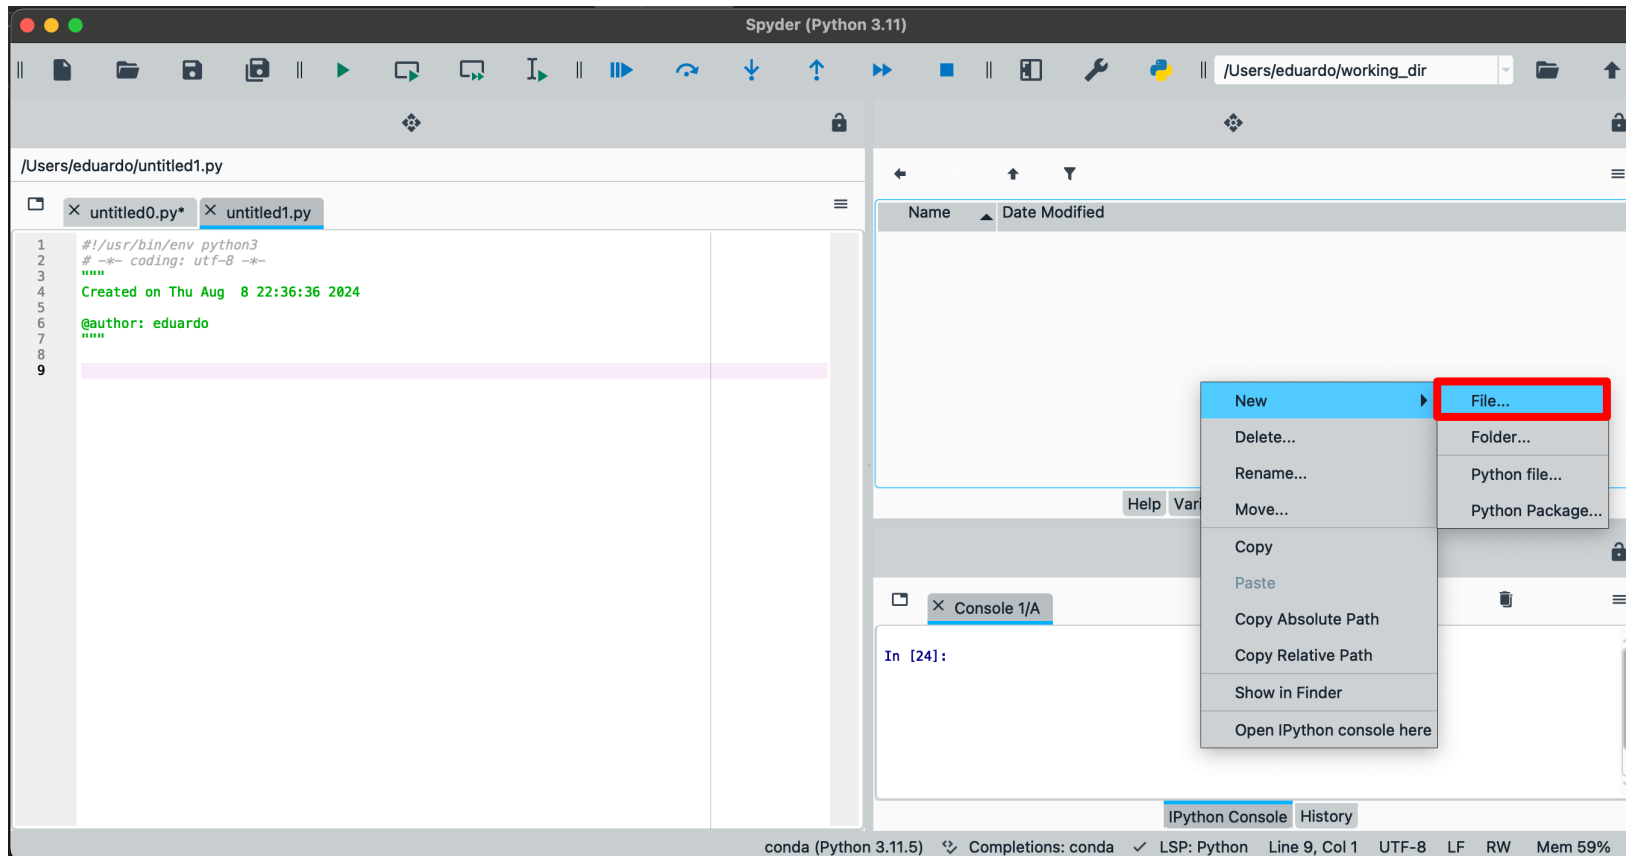 Spyder (Python 3.11)
/Users/eduardo/working_dir
/Users/eduardo/untitled1.py
untitled0.py*
untitled1.py
1 #!/usr/bin/env python3
2 # -*- coding: utf-8 -*-
3 """
4 Created on Thu Aug  8 22:36:36 2024
5
6 @author: eduardo
7 """
8
9
Name
Date Modified
New
Delete...
Rename...
Move...
Copy
Paste
Copy Absolute Path
Copy Relative Path
Show in Finder
Open IPython console here
File...
Folder...
Python file...
Python Package...
Help
Vari
Console 1/A
In [24]:
IPython Console
History
conda (Python 3.11.5)
Completions: conda
LSP: Python
Line 9, Col 1
UTF-8
LF
RW
Mem 59%